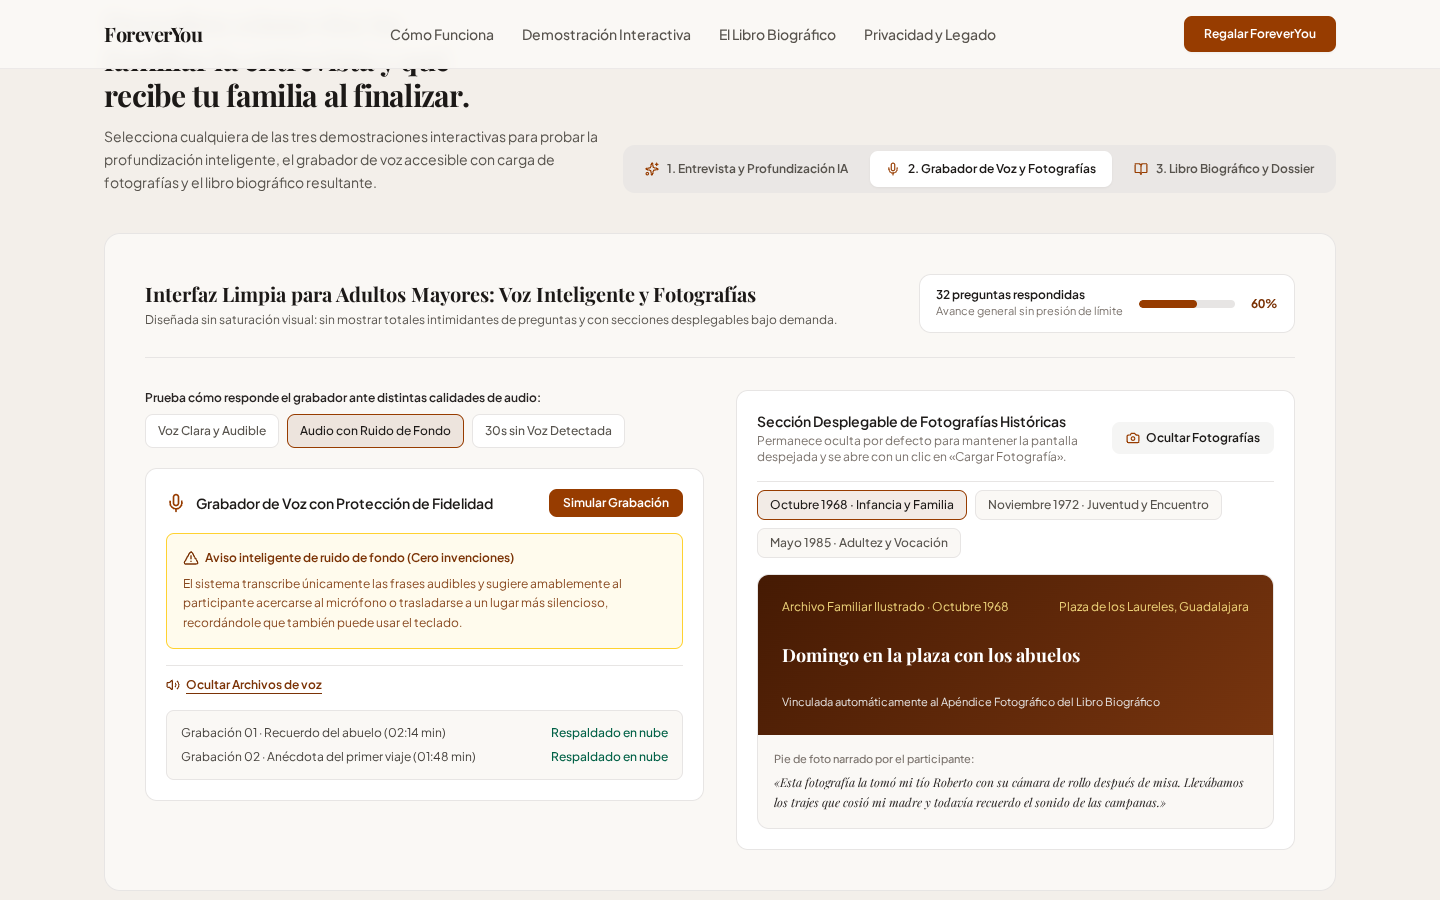 ForeverYou
Cómo Funciona
Demostración Interactiva
El Libro Biográfico
Privacidad y Legado
Regalar ForeverYou
familiar la entrevista y que
recibe tu familia al finalizar.
Selecciona cualquiera de las tres demostraciones interactivas para probar la
profundización inteligente, el grabador de voz accesible con carga de
fotografías y el libro biográfico resultante.
1. Entrevista y Profundización IA
2. Grabador de Voz y Fotografías
3. Libro Biográfico y Dossier
Interfaz Limpia para Adultos Mayores: Voz Inteligente y Fotografías
Diseñada sin saturación visual: sin mostrar totales intimidantes de preguntas y con secciones desplegables bajo demanda.
32 preguntas respondidas
Avance general sin presión de límite
60%
Prueba cómo responde el grabador ante distintas calidades de audio:
Voz Clara y Audible
Audio con Ruido de Fondo
30s sin Voz Detectada
Grabador de Voz con Protección de Fidelidad
Simular Grabación
Aviso inteligente de ruido de fondo (Cero invenciones)
El sistema transcribe únicamente las frases audibles y sugiere amablemente al
participante acercarse al micrófono o trasladarse a un lugar más silencioso,
recordándole que también puede usar el teclado.
Ocultar Archivos de voz
Grabación 01 · Recuerdo del abuelo (02:14 min)
Respaldado en nube
Grabación 02 · Anécdota del primer viaje (01:48 min)
Respaldado en nube
Sección Desplegable de Fotografías Históricas
Permanece oculta por defecto para mantener la pantalla
despejada y se abre con un clic en «Cargar Fotografía».
Ocultar Fotografías
Octubre 1968 · Infancia y Familia
Noviembre 1972 · Juventud y Encuentro
Mayo 1985 · Adultez y Vocación
Archivo Familiar Ilustrado · Octubre 1968
Plaza de los Laureles, Guadalajara
Domingo en la plaza con los abuelos
Vinculada automáticamente al Apéndice Fotográfico del Libro Biográfico
Pie de foto narrado por el participante:
«Esta fotografía la tomó mi tío Roberto con su cámara de rollo después de misa. Llevábamos
los trajes que cosió mi madre y todavía recuerdo el sonido de las campanas.»